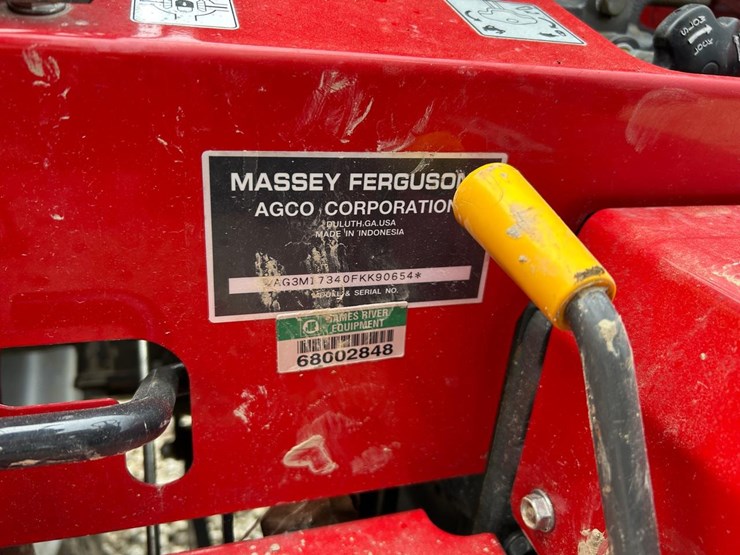 MASSEY FERGUSON
AGCO CORPORATION
DULUTH.GA.USA
MADE IN INDONESIA
AG3M17340FKK90654*
MODEL & SERIAL NO.
JAMES RIVER
EQUIPMENT
68002848